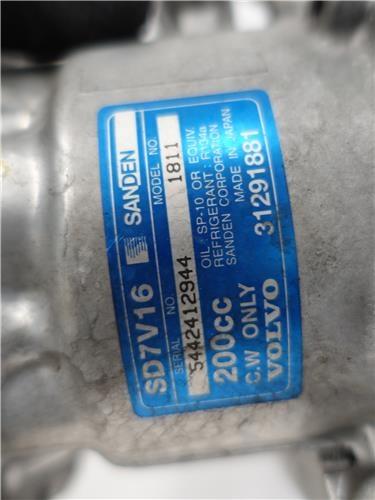 SD7V16 SANDEN
SERIAL NO. MODEL NO.
5442412944 1811
200CC OIL : SP-10 OR EQUIV.
REFRIGERANT : R134a
C.W ONLY SANDEN CORPORATION
MADE IN JAPAN
VOLVO 31291881